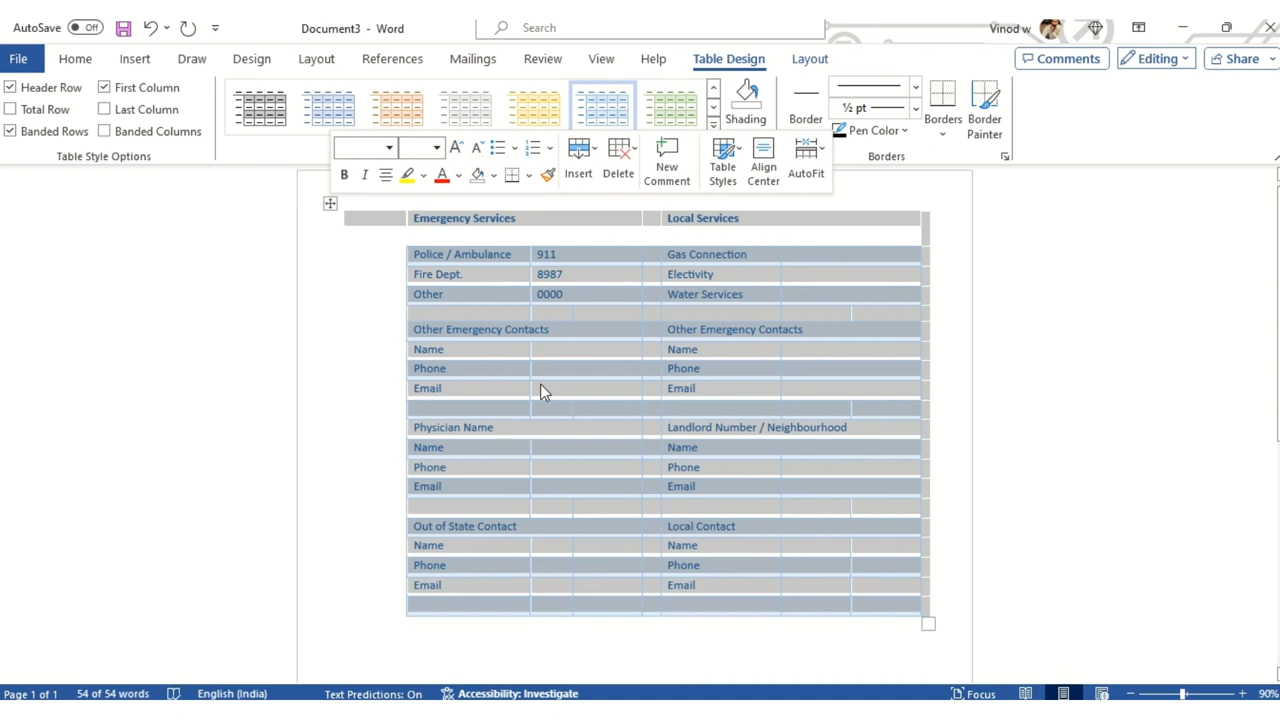 AutoSave Off Document3 - Word Search Vinod w
File Home Insert Draw Design Layout References Mailings Review View Help Table Design Layout Comments Editing Share
Header Row First Column
Total Row Last Column
Banded Rows Banded Columns
Table Style Options
Shading
Border
½ pt
Pen Color
Borders
Border Painter
Borders
B I A
Insert
Delete
New Comment
Table Styles
Align Center
AutoFit
Emergency Services Local Services
Police / Ambulance 911 Gas Connection
Fire Dept. 8987 Electivity
Other 0000 Water Services
Other Emergency Contacts Other Emergency Contacts
Name Name
Phone Phone
Email Email
Physician Name Landlord Number / Neighbourhood
Name Name
Phone Phone
Email Email
Out of State Contact Local Contact
Name Name
Phone Phone
Email Email
Page 1 of 1 54 of 54 words English (India) Text Predictions: On Accessibility: Investigate Focus 90%